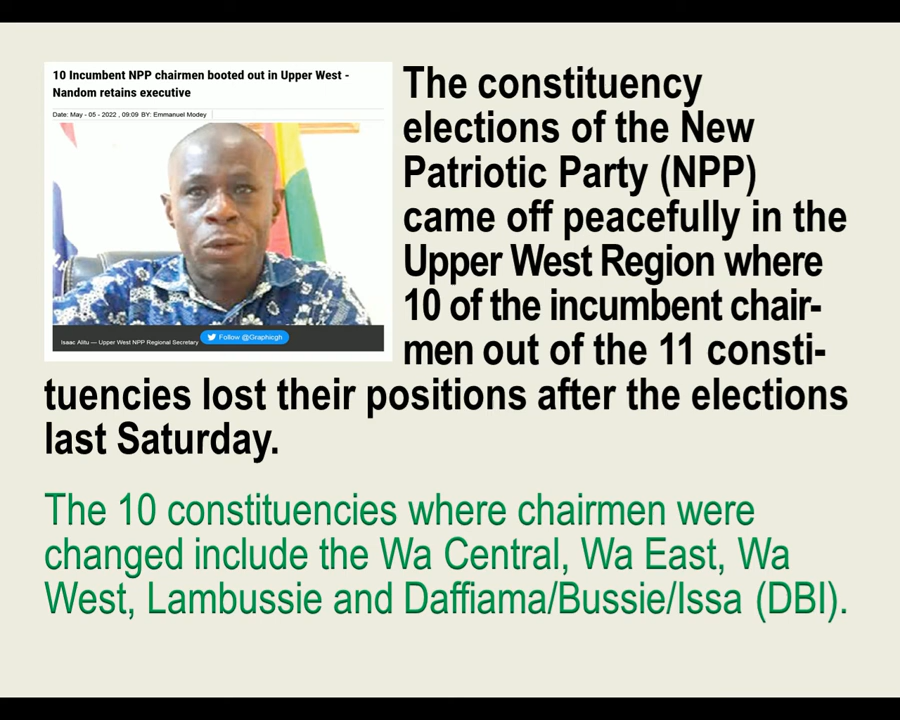 10 Incumbent NPP chairmen booted out in Upper West -
Nandom retains executive
Date: May - 05 - 2022 , 09:09 BY: Emmanuel Modey
Isaac Alitu — Upper West NPP Regional Secretary
Follow @Graphicgh
The constituency
elections of the New
Patriotic Party (NPP)
came off peacefully in the
Upper West Region where
10 of the incumbent chair-
men out of the 11 consti-
tuencies lost their positions after the elections
last Saturday.
The 10 constituencies where chairmen were
changed include the Wa Central, Wa East, Wa
West, Lambussie and Daffiama/Bussie/Issa (DBI).